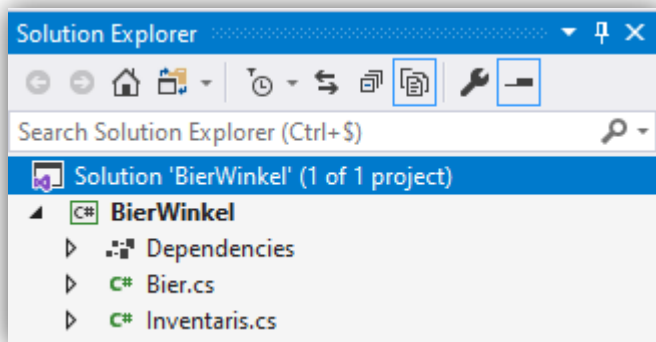 Solution Explorer
Search Solution Explorer (Ctrl+$)
Solution 'BierWinkel' (1 of 1 project)
C# BierWinkel
Dependencies
C# Bier.cs
C# Inventaris.cs